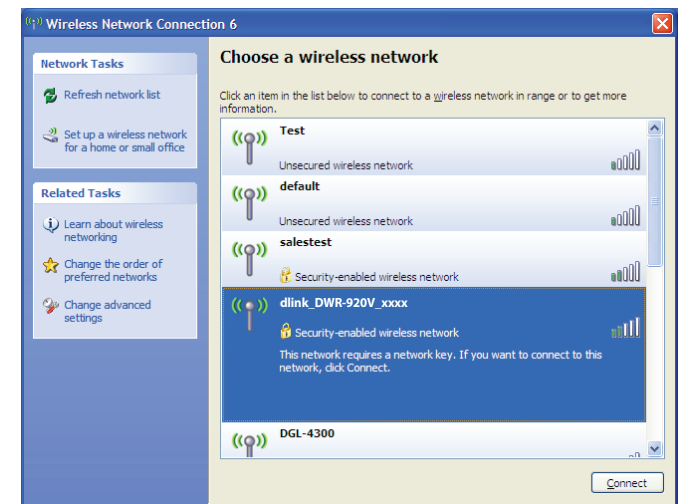 Wireless Network Connection 6
Network Tasks
Refresh network list
Set up a wireless network
for a home or small office
Related Tasks
Learn about wireless
networking
Change the order of
preferred networks
Change advanced
settings
Choose a wireless network
Click an item in the list below to connect to a wireless network in range or to get more
information.
Test
Unsecured wireless network
default
Unsecured wireless network
salestest
Security-enabled wireless network
dlink_DWR-920V_xxxx
Security-enabled wireless network
This network requires a network key. If you want to connect to this
network, click Connect.
DGL-4300
Connect